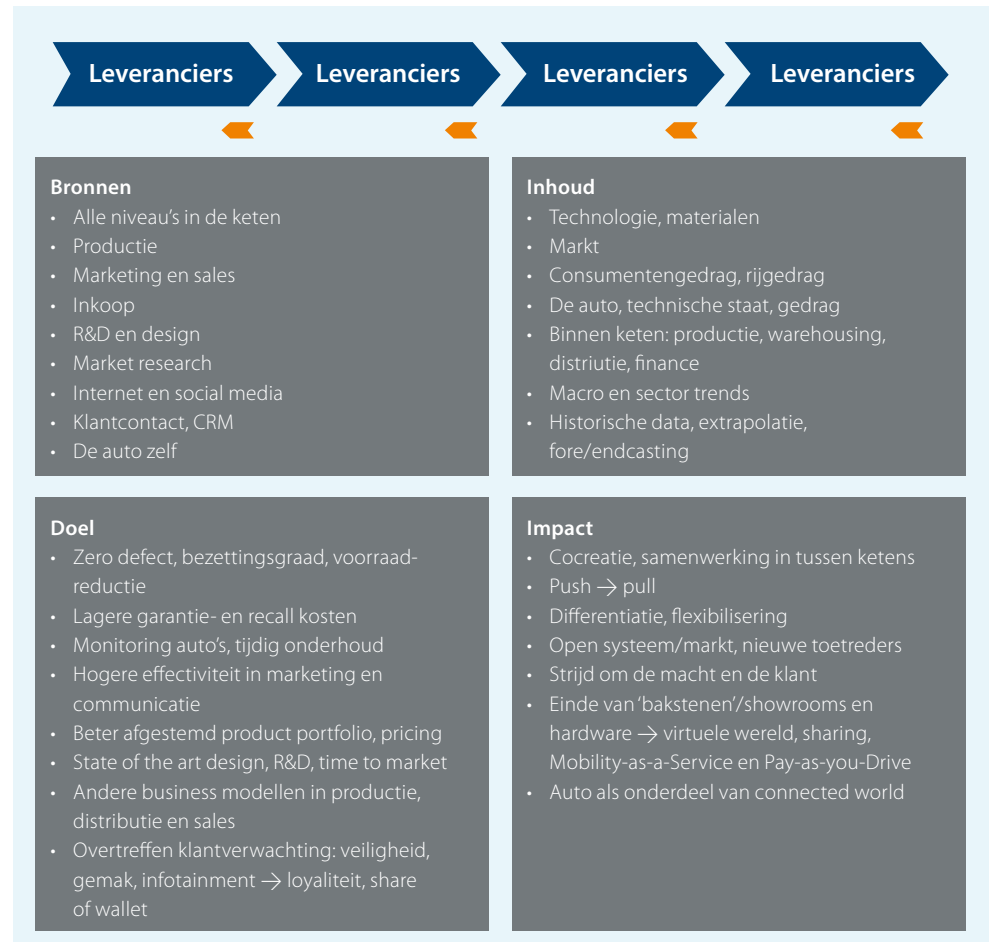 Leveranciers Leveranciers Leveranciers Leveranciers
Bronnen
• Alle niveau's in de keten
• Productie
• Marketing en sales
• Inkoop
• R&D en design
• Market research
• Internet en social media
• Klantcontact, CRM
• De auto zelf
Inhoud
• Technologie, materialen
• Markt
• Consumentengedrag, rijgedrag
• De auto, technische staat, gedrag
• Binnen keten: productie, warehousing,
distriutie, finance
• Macro en sector trends
• Historische data, extrapolatie,
fore/endcasting
Doel
• Zero defect, bezettingsgraad, voorraad-
reductie
• Lagere garantie- en recall kosten
• Monitoring auto's, tijdig onderhoud
• Hogere effectiviteit in marketing en
communicatie
• Beter afgestemd product portfolio, pricing
• State of the art design, R&D, time to market
• Andere business modellen in productie,
distributie en sales
• Overtreffen klantverwachting: veiligheid,
gemak, infotainment → loyaliteit, share
of wallet
Impact
• Cocreatie, samenwerking in tussen ketens
• Push → pull
• Differentiatie, flexibilisering
• Open systeem/markt, nieuwe toetreders
• Strijd om de macht en de klant
• Einde van 'bakstenen'/showrooms en
hardware → virtuele wereld, sharing,
Mobility-as-a-Service en Pay-as-you-Drive
• Auto als onderdeel van connected world